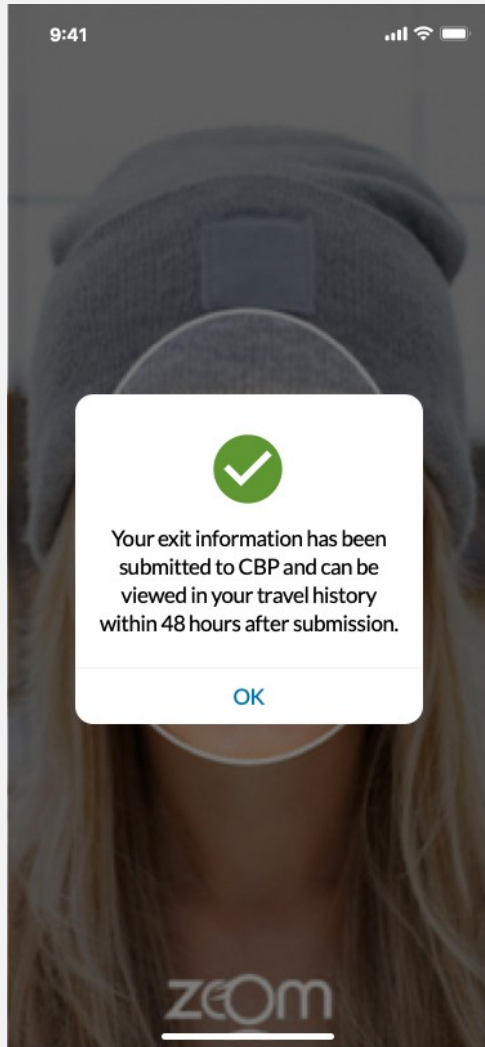 9:41
Your exit information has been
submitted to CBP and can be
viewed in your travel history
within 48 hours after submission.
OK
zoom